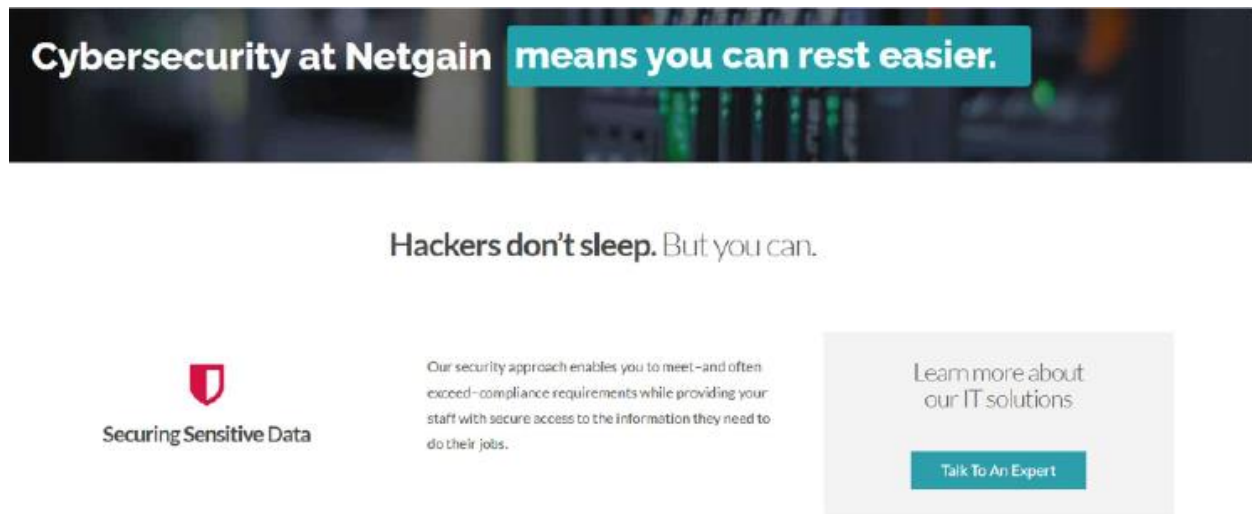 Cybersecurity at Netgain means you can rest easier.
Hackers don't sleep. But you can.
Securing Sensitive Data
Our security approach enables you to meet–and often
exceed–compliance requirements while providing your
staff with secure access to the information they need to
do their jobs.
Learn more about
our IT solutions
Talk To An Expert